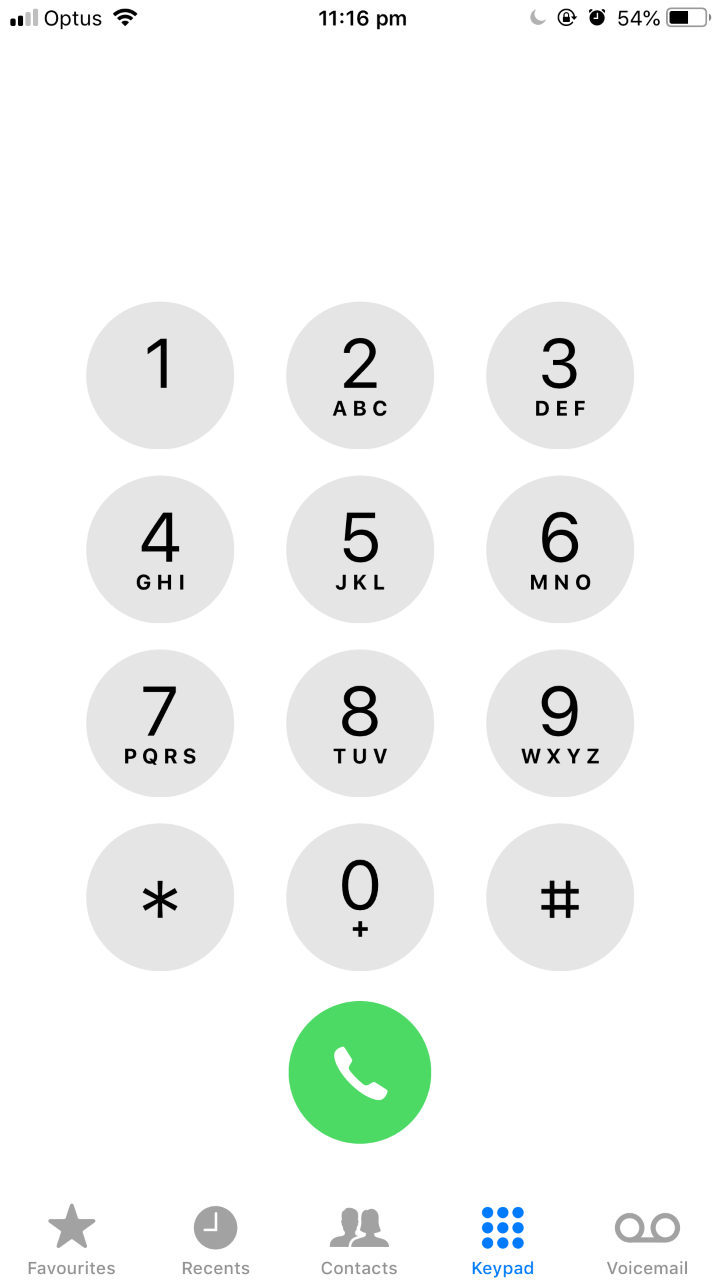 Optus 11:16 pm 54%
1 2 3
ABC DEF
4 5 6
GHI JKL MNO
7 8 9
PQRS TUV WXYZ
* 0 #
+
Favourites Recents Contacts Keypad Voicemail